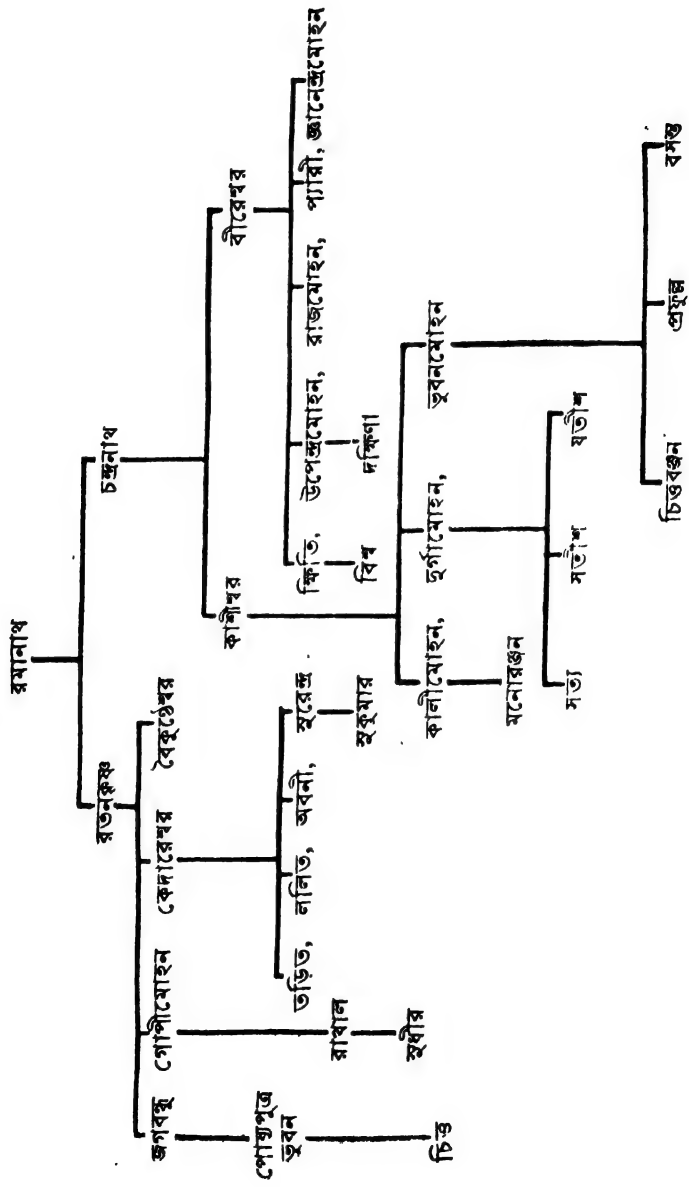 রমানাথ
রতনকৃষ্ণ চন্দ্রনাথ
জগবন্ধু গোপীমোহন কেদারেশ্বর বৈকুণ্ঠেশ্বর
কাশীশ্বর বীরেশ্বর
পোষ্যপুত্র
ভুবন
তড়িত, ললিত, অবনী, সুরেন্দ্র
ক্ষিতি, উপেন্দ্রমোহন, রাজমোহন, প্যারী, জ্ঞানেন্দ্রমোহন
রাখাল
সুকুমার
বিশ্ব দক্ষিণা
সুধীর
চিত্ত
কালীমোহন, দুর্গামোহন, ভুবনমোহন
মনোরঞ্জন
সত্য সতীশ যতীশ
চিত্তরঞ্জন প্রফুল্ল বসন্ত